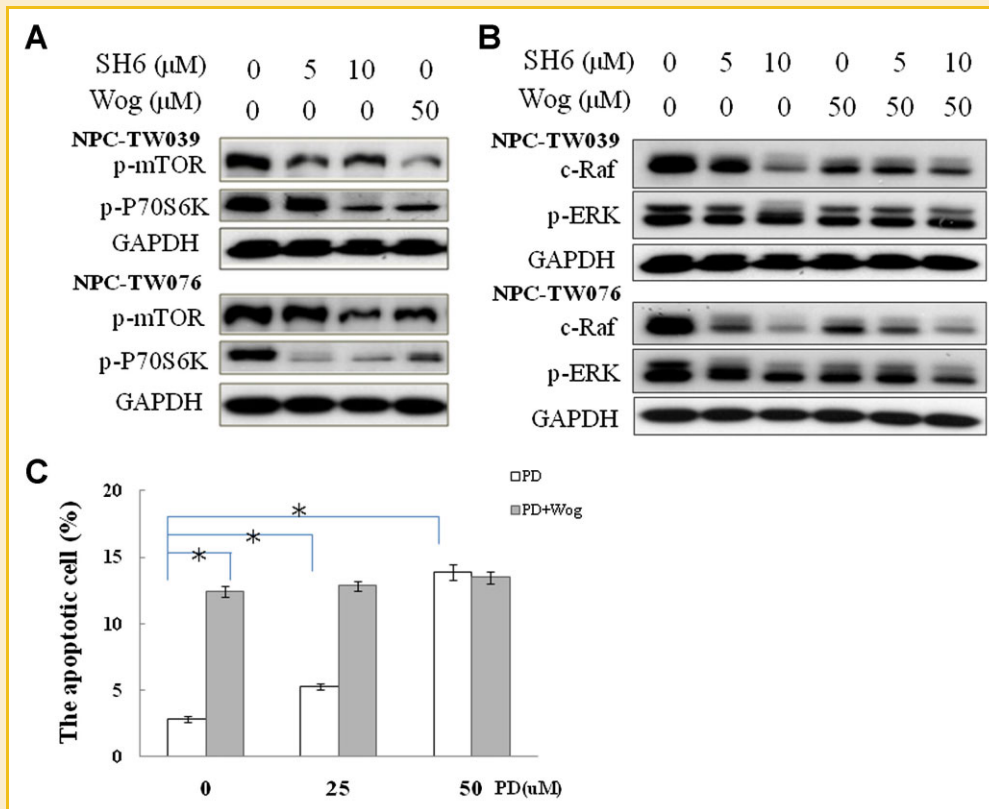 A
SH6 (μM) 0 5 10 0
Wog (μM) 0 0 0 50
NPC-TW039
p-mTOR
p-P70S6K
GAPDH
NPC-TW076
p-mTOR
p-P70S6K
GAPDH
B
SH6 (μM) 0 5 10 0 5 10
Wog (μM) 0 0 0 50 50 50
NPC-TW039
c-Raf
p-ERK
GAPDH
NPC-TW076
c-Raf
p-ERK
GAPDH
C
The apoptotic cell (%)
20
15
10
5
0
*
*
*
PD
PD+Wog
0 25 50 PD(uM)